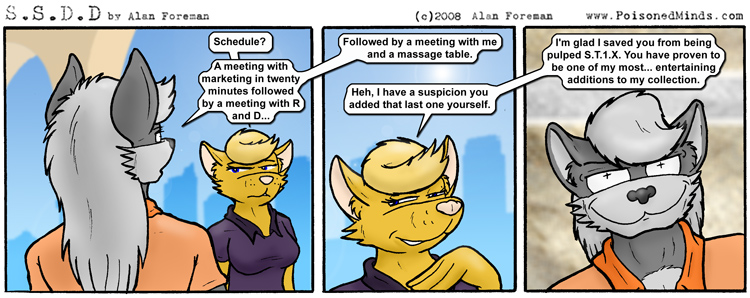 S.S.D.D by Alan Foreman (c)2008 Alan Foreman www.PoisonedMinds.com
Schedule?
A meeting with
marketing in twenty
minutes followed
by a meeting with R
and D...
Followed by a meeting with me
and a massage table.
Heh, I have a suspicion you
added that last one yourself.
I'm glad I saved you from being
pulped S.T.1.X. You have proven to
be one of my most... entertaining
additions to my collection.